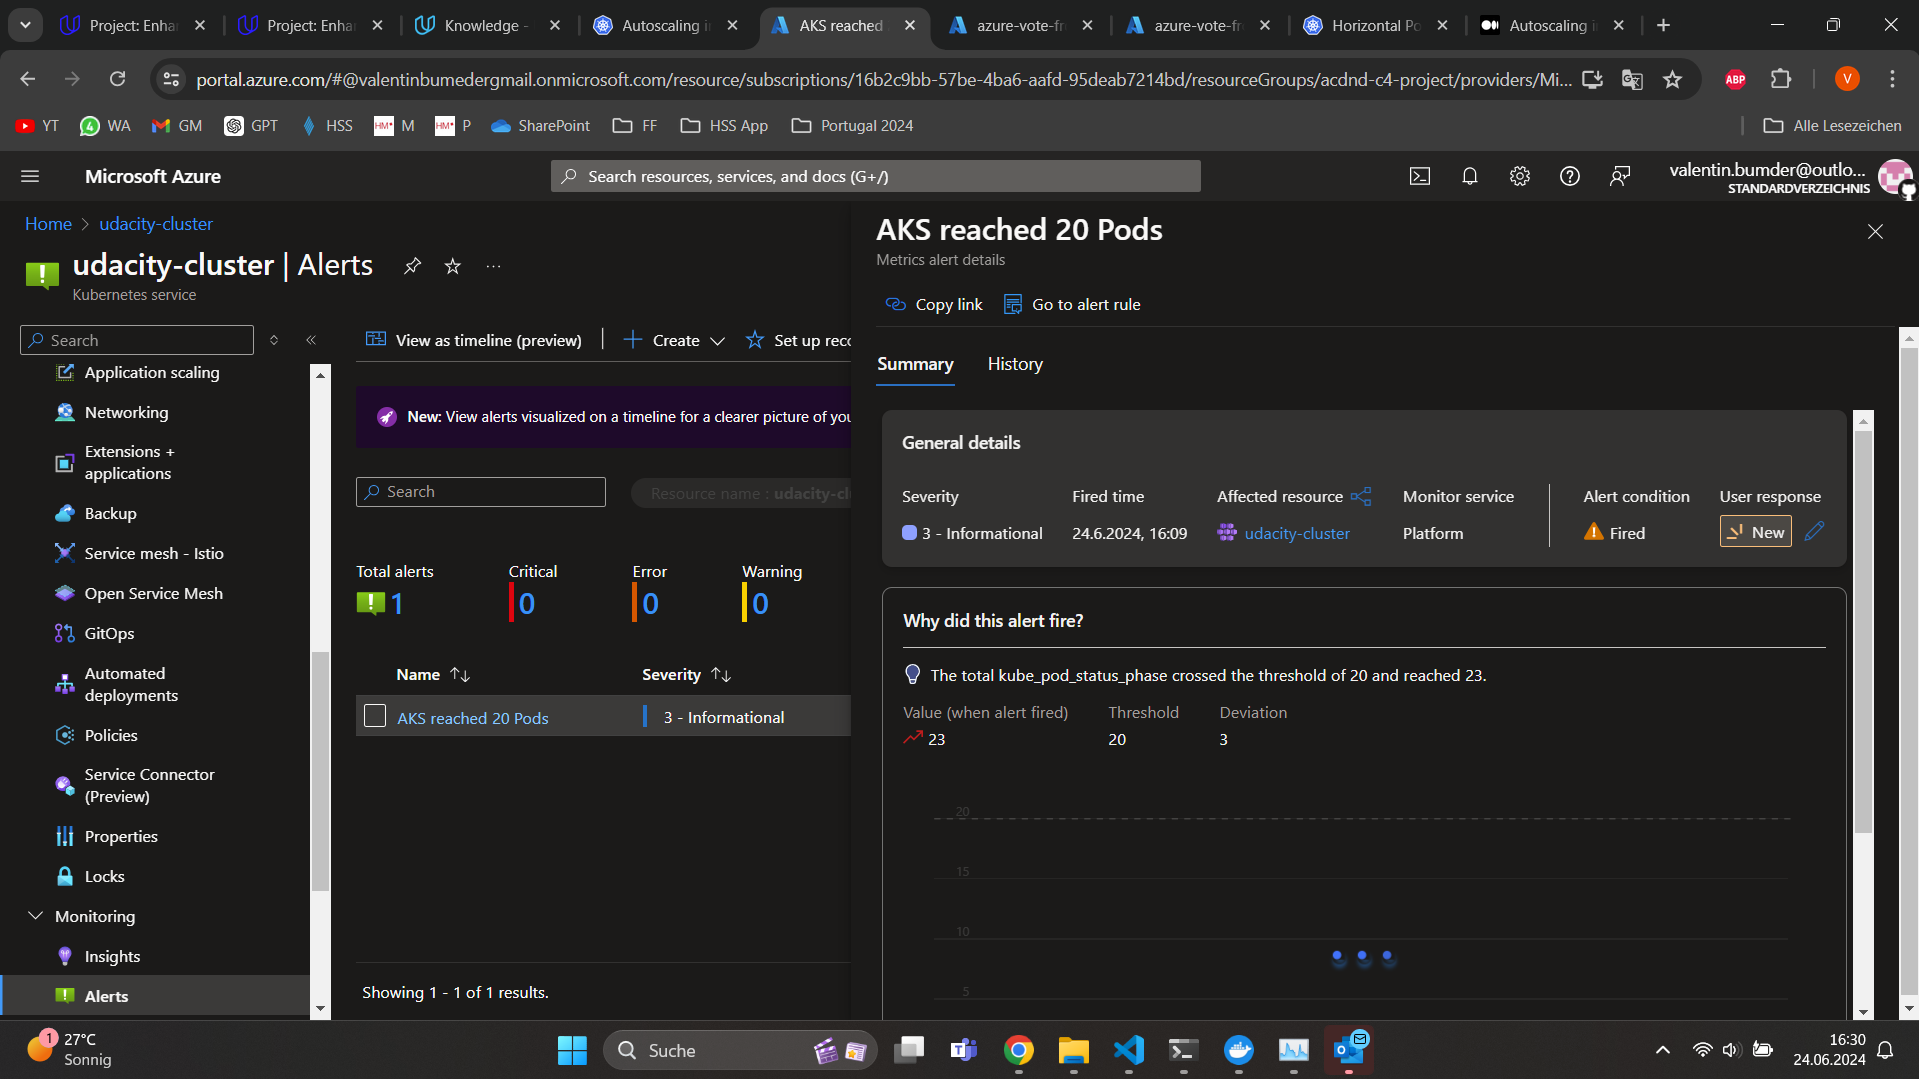 Project: Enhan
Project: Enhan
Knowledge -
Autoscaling in
AKS reached
azure-vote-fr
azure-vote-fr
Horizontal Po
Autoscaling in
portal.azure.com/#@valentinbumedergmail.onmicrosoft.com/resource/subscriptions/16b2c9bb-57be-4ba6-aafd-95deab7214bd/resourceGroups/acdnd-c4-project/providers/Mi...
ABP
V
YT
4
WA
GM
GPT
HSS
HM
M
HM
P
SharePoint
FF
HSS App
Portugal 2024
Alle Lesezeichen
Microsoft Azure
Search resources, services, and docs (G+/)
valentin.bumder@outlo...
STANDARDVERZEICHNIS
Home > udacity-cluster
udacity-cluster | Alerts
Kubernetes service
Search
Application scaling
Networking
Extensions +
applications
Backup
Service mesh - Istio
Open Service Mesh
GitOps
Automated
deployments
Policies
Service Connector
(Preview)
Properties
Locks
Monitoring
Insights
Alerts
View as timeline (preview)
Create
Set up reco
New: View alerts visualized on a timeline for a clearer picture of you
Search
Resource name : udacity-cl
Total alerts
1
Critical
0
Error
0
Warning
0
Name
Severity
AKS reached 20 Pods
3 - Informational
Showing 1 - 1 of 1 results.
AKS reached 20 Pods
Metrics alert details
Copy link
Go to alert rule
Summary
History
General details
Severity
3 - Informational
Fired time
24.6.2024, 16:09
Affected resource
udacity-cluster
Monitor service
Platform
Alert condition
Fired
User response
New
Why did this alert fire?
The total kube_pod_status_phase crossed the threshold of 20 and reached 23.
Value (when alert fired)
23
Threshold
20
Deviation
3
20
15
10
5
1
27°C
Sonnig
Suche
16:30
24.06.2024